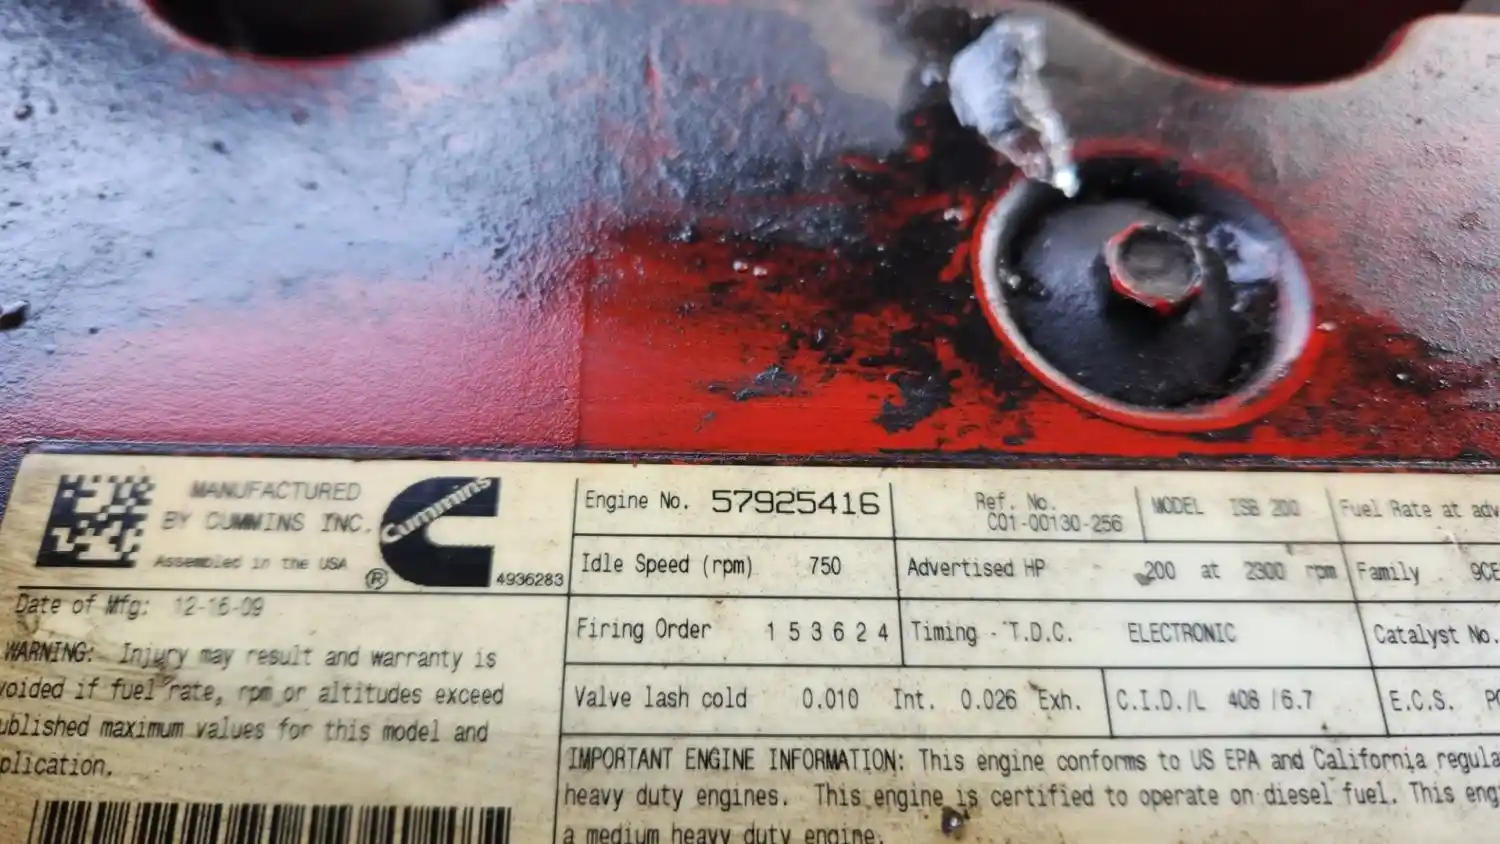 MANUFACTURED
BY CUMMINS INC.
Assembled in the USA
Cummins
®
4936283
Date of Mfg: 12-16-09
WARNING: Injury may result and warranty is
voided if fuel rate, rpm or altitudes exceed
ublished maximum values for this model and
plication.
Engine No. 57925416
Ref. No.
C01-00130-256
MODEL ISB 200
Fuel Rate at adv
Idle Speed (rpm) 750
Advertised HP 200 at 2300 rpm
Family 9CE
Firing Order 1 5 3 6 2 4
Timing - T.D.C. ELECTRONIC
Catalyst No.
Valve lash cold 0.010 Int. 0.026 Exh.
C.I.D./L 408 /6.7
E.C.S.
IMPORTANT ENGINE INFORMATION: This engine conforms to US EPA and California regula
heavy duty engines. This engine is certified to operate on diesel fuel. This eng
a medium heavy duty engine.